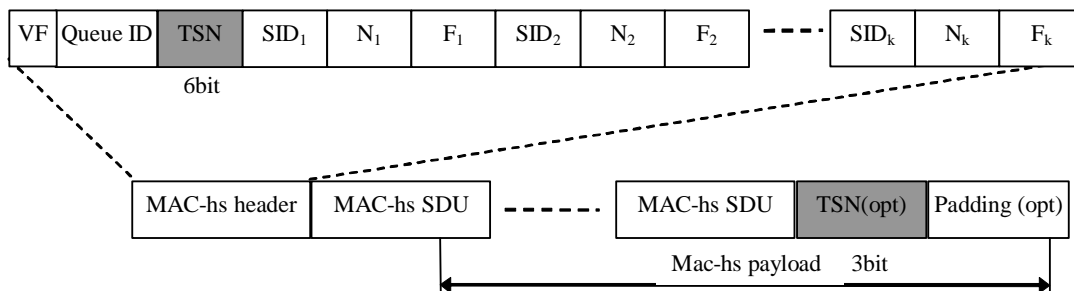 VF Queue ID TSN SID₁ N₁ F₁ SID₂ N₂ F₂ SIDₖ Nₖ Fₖ
6bit
MAC-hs header MAC-hs SDU MAC-hs SDU TSN(opt) Padding (opt)
Mac-hs payload 3bit